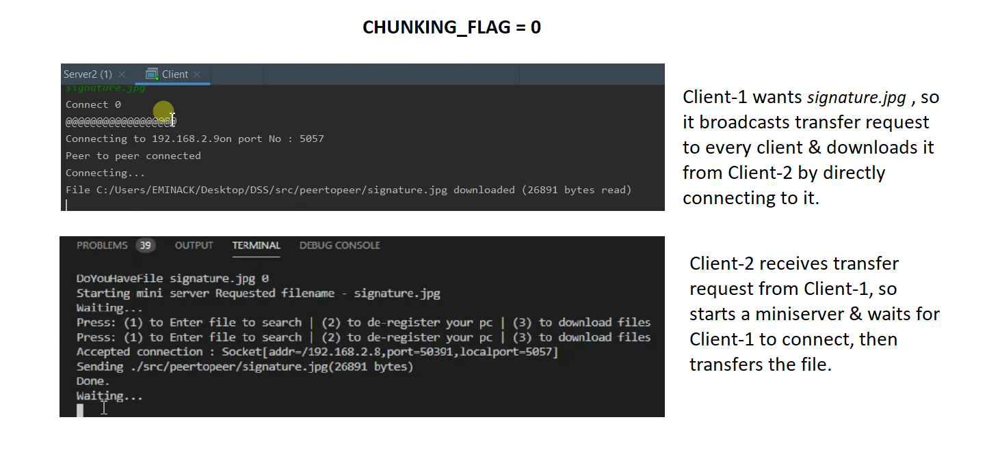 CHUNKING_FLAG = 0
Server2 (1) × Client ×
signature.jpg
Connect 0
@@@@@@@@@@@@@@@@@@
Connecting to 192.168.2.9on port No : 5057
Peer to peer connected
Connecting...
File C:/Users/EMINACK/Desktop/DSS/src/peertopeer/signature.jpg downloaded (26891 bytes read)
Client-1 wants signature.jpg , so
it broadcasts transfer request
to every client & downloads it
from Client-2 by directly
connecting to it.
PROBLEMS 39 OUTPUT TERMINAL DEBUG CONSOLE
DoYouHaveFile signature.jpg 0
Starting mini server Requested filename - signature.jpg
Waiting...
Press: (1) to Enter file to search | (2) to de-register your pc | (3) to download files
Press: (1) to Enter file to search | (2) to de-register your pc | (3) to download files
Accepted connection : Socket[addr=/192.168.2.8,port=50391,localport=5057]
Sending ./src/peertopeer/signature.jpg(26891 bytes)
Done.
Waiting...
Client-2 receives transfer
request from Client-1, so
starts a miniserver & waits for
Client-1 to connect, then
transfers the file.